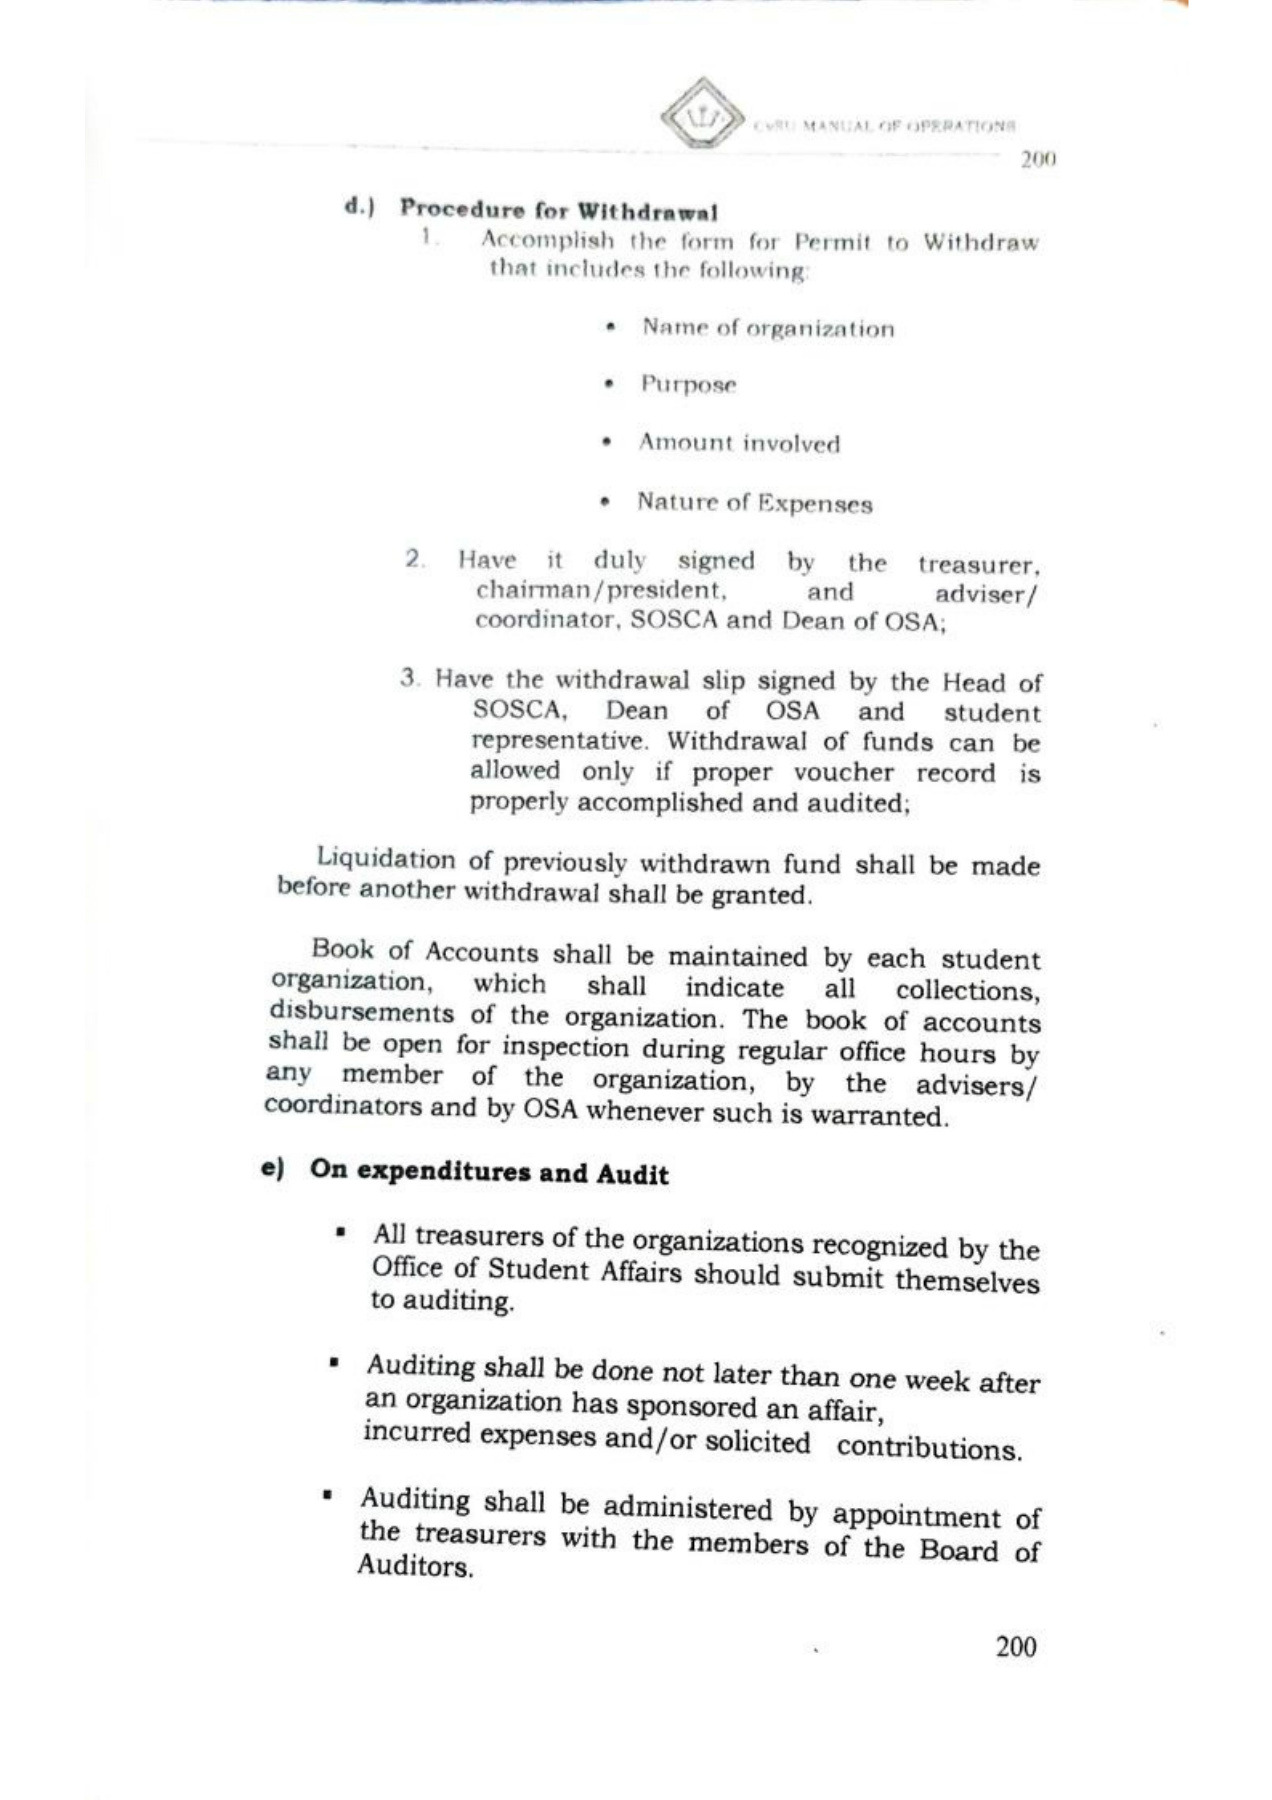 CvSU MANUAL OF OPERATIONS
200
d.) Procedure for Withdrawal
1. Accomplish the form for Permit to Withdraw
that includes the following:
• Name of organization
• Purpose
• Amount involved
• Nature of Expenses
2. Have it duly signed by the treasurer,
chairman/president, and adviser/
coordinator, SOSCA and Dean of OSA;
3. Have the withdrawal slip signed by the Head of
SOSCA, Dean of OSA and student
representative. Withdrawal of funds can be
allowed only if proper voucher record is
properly accomplished and audited;
Liquidation of previously withdrawn fund shall be made
before another withdrawal shall be granted.
Book of Accounts shall be maintained by each student
organization, which shall indicate all collections,
disbursements of the organization. The book of accounts
shall be open for inspection during regular office hours by
any member of the organization, by the advisers/
coordinators and by OSA whenever such is warranted.
e) On expenditures and Audit
▪ All treasurers of the organizations recognized by the
Office of Student Affairs should submit themselves
to auditing.
▪ Auditing shall be done not later than one week after
an organization has sponsored an affair,
incurred expenses and/or solicited contributions.
▪ Auditing shall be administered by appointment of
the treasurers with the members of the Board of
Auditors.
200